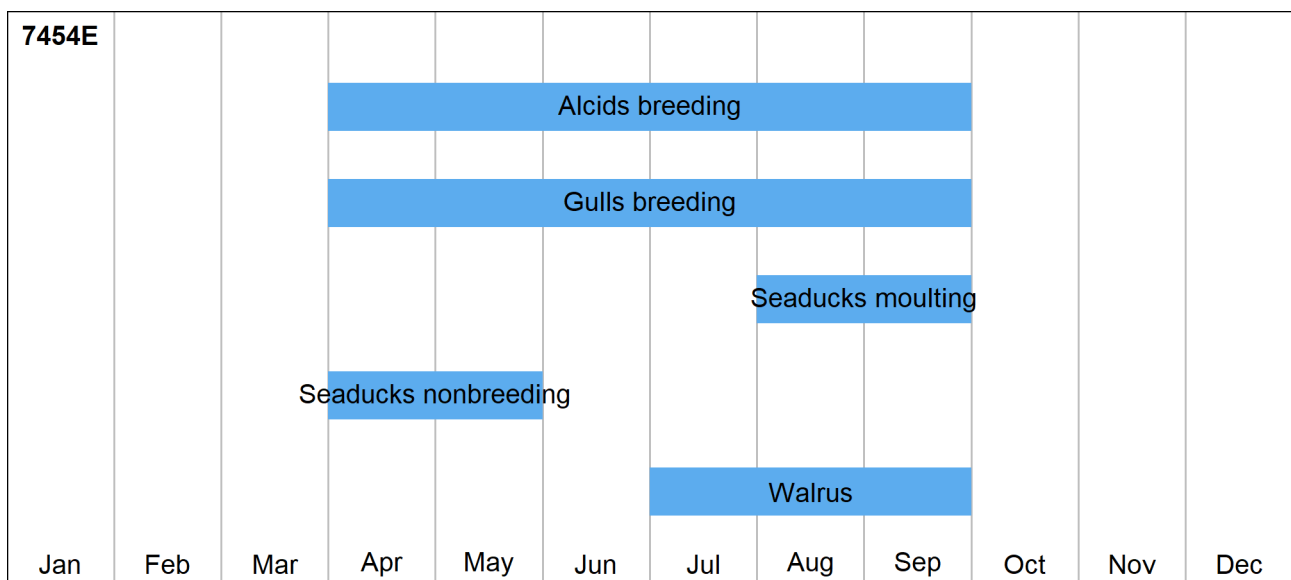 7454E
Alcids breeding
Gulls breeding
Seaducks moulting
Seaducks nonbreeding
Walrus
Jan Feb Mar Apr May Jun Jul Aug Sep Oct Nov Dec